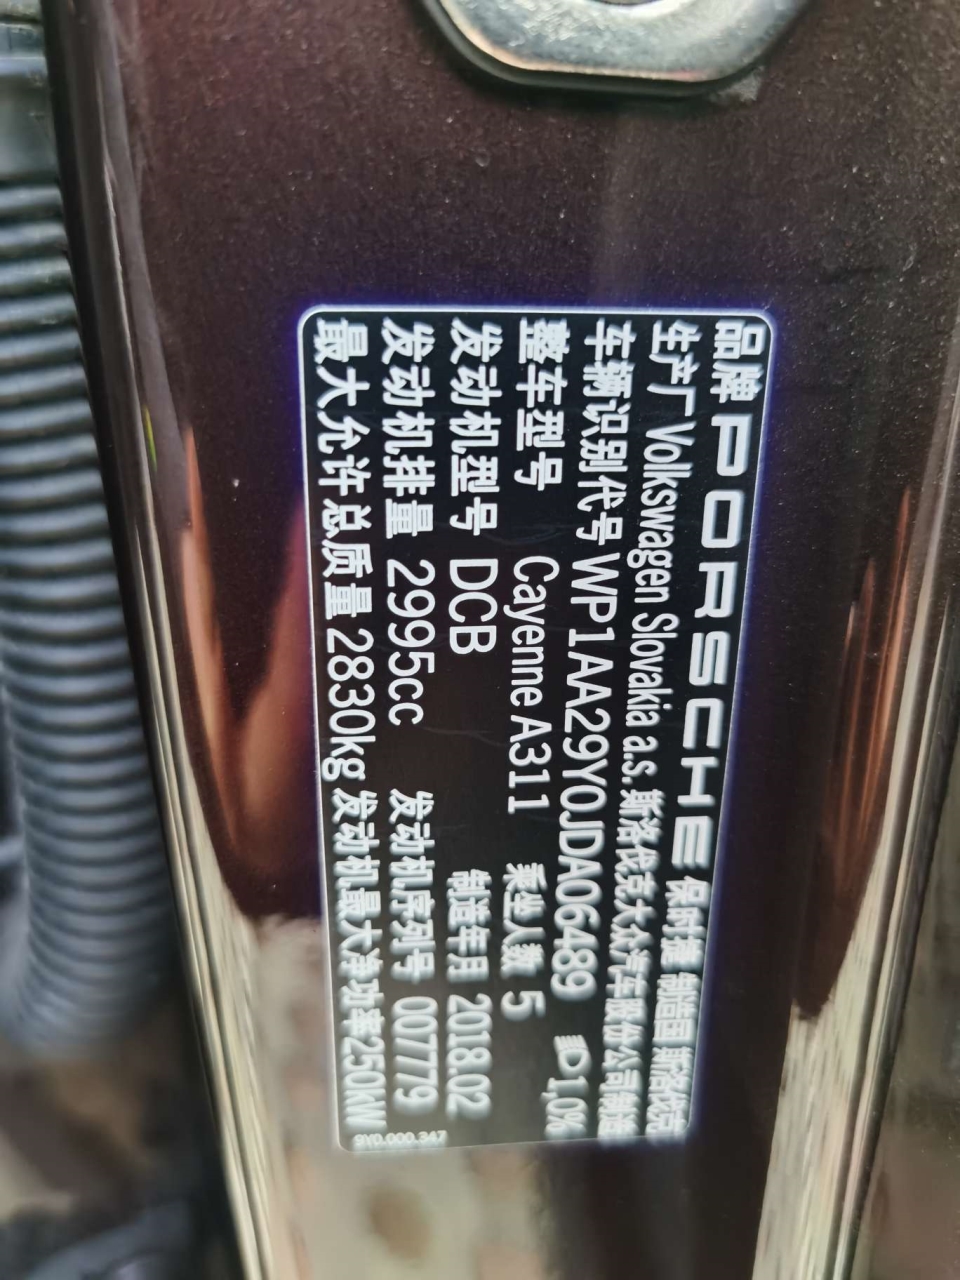 品牌 PORSCHE 保时捷 制造国 斯洛伐克
生产厂 Volkswagen Slovakia a.s. 斯洛伐克大众汽车股份公司制造
车辆识别代号 WP1AA29Y0JDA06489 1,0%
整车型号 Cayenne A311 乘坐人数 5
发动机型号 DCB 制造年月 2018.02
发动机排量 2995cc 发动机序列号 007779
最大允许总质量 2830kg 发动机最大净功率250KW
9Y0.000.347